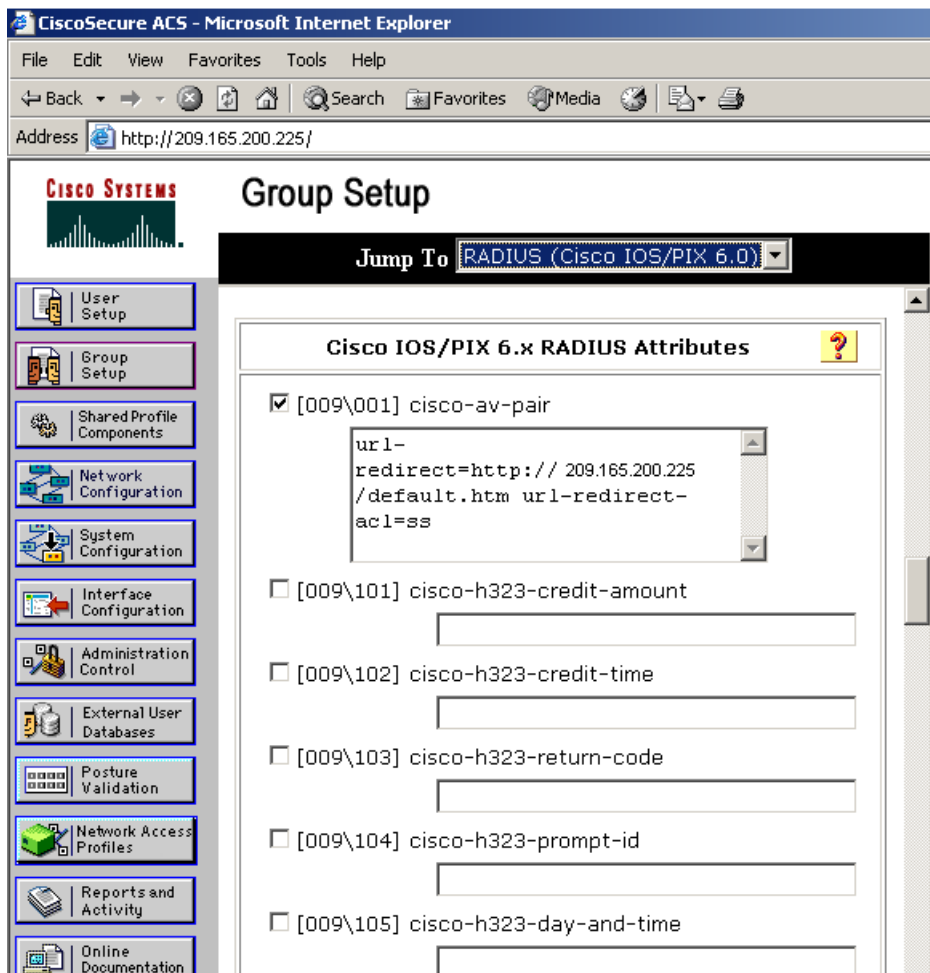 CiscoSecure ACS - Microsoft Internet Explorer
File Edit View Favorites Tools Help
Back Search Favorites Media
Address http://209.165.200.225/
CISCO SYSTEMS
Group Setup
Jump To RADIUS (Cisco IOS/PIX 6.0)
User
Setup
Group
Setup
Shared Profile
Components
Network
Configuration
System
Configuration
Interface
Configuration
Administration
Control
External User
Databases
Posture
Validation
Network Access
Profiles
Reports and
Activity
Online
Documentation
Cisco IOS/PIX 6.x RADIUS Attributes ?
[009\001] cisco-av-pair
url-
redirect=http:// 209.165.200.225
/default.htm url-redirect-
acl=ss
[009\101] cisco-h323-credit-amount
[009\102] cisco-h323-credit-time
[009\103] cisco-h323-return-code
[009\104] cisco-h323-prompt-id
[009\105] cisco-h323-day-and-time